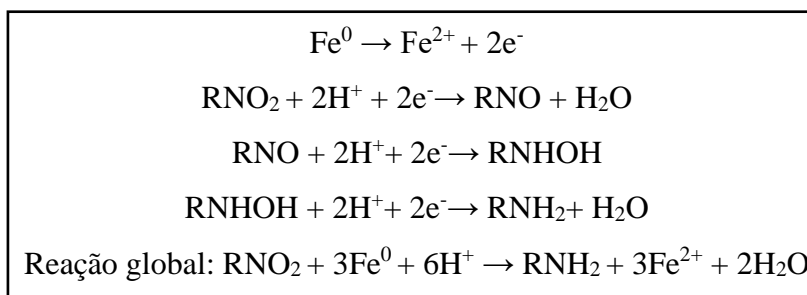 Fe⁰ → Fe²⁺ + 2e⁻
RNO₂ + 2H⁺ + 2e⁻→ RNO + H₂O
RNO + 2H⁺+ 2e⁻→ RNHOH
RNHOH + 2H⁺+ 2e⁻→ RNH₂+ H₂O
Reação global: RNO₂ + 3Fe⁰ + 6H⁺ → RNH₂ + 3Fe²⁺ + 2H₂O